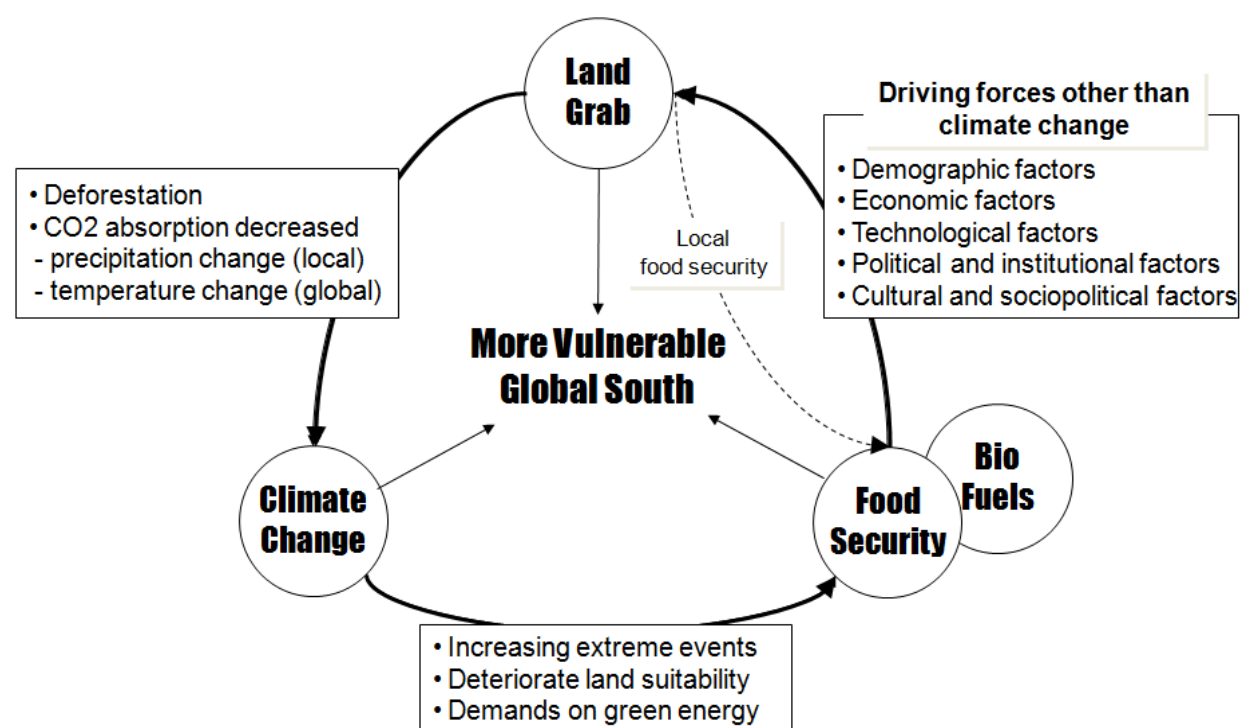 Land
Grab
Driving forces other than
climate change
• Demographic factors
• Economic factors
• Technological factors
• Political and institutional factors
• Cultural and sociopolitical factors
• Deforestation
• CO2 absorption decreased
- precipitation change (local)
- temperature change (global)
Local
food security
More Vulnerable
Global South
Climate
Change
Food
Security
Bio
Fuels
• Increasing extreme events
• Deteriorate land suitability
• Demands on green energy